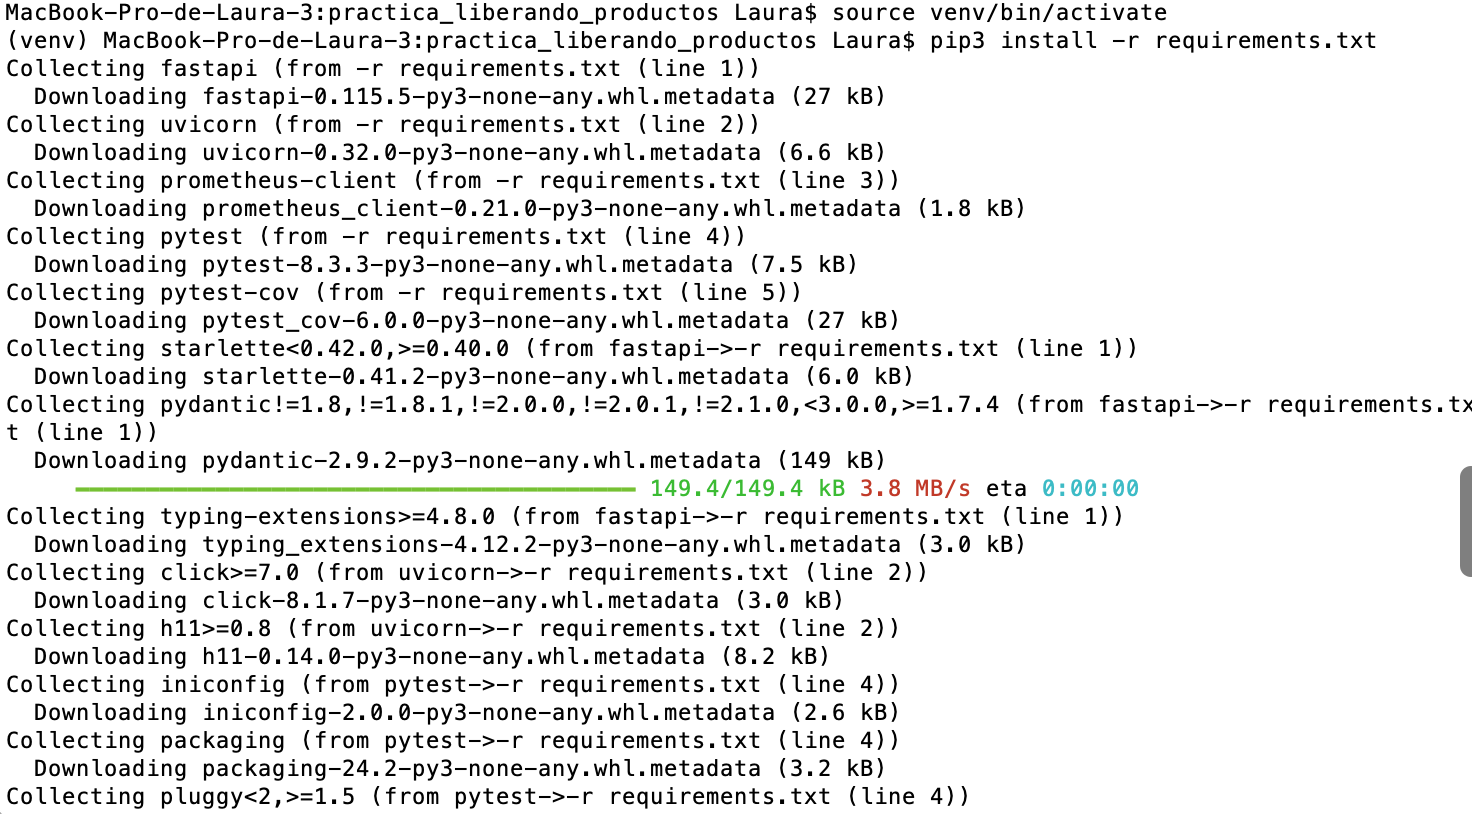 MacBook-Pro-de-Laura-3:practica_liberando_productos Laura$ source venv/bin/activate
(venv) MacBook-Pro-de-Laura-3:practica_liberando_productos Laura$ pip3 install -r requirements.txt
Collecting fastapi (from -r requirements.txt (line 1))
  Downloading fastapi-0.115.5-py3-none-any.whl.metadata (27 kB)
Collecting uvicorn (from -r requirements.txt (line 2))
  Downloading uvicorn-0.32.0-py3-none-any.whl.metadata (6.6 kB)
Collecting prometheus-client (from -r requirements.txt (line 3))
  Downloading prometheus_client-0.21.0-py3-none-any.whl.metadata (1.8 kB)
Collecting pytest (from -r requirements.txt (line 4))
  Downloading pytest-8.3.3-py3-none-any.whl.metadata (7.5 kB)
Collecting pytest-cov (from -r requirements.txt (line 5))
  Downloading pytest_cov-6.0.0-py3-none-any.whl.metadata (27 kB)
Collecting starlette<0.42.0,>=0.40.0 (from fastapi->-r requirements.txt (line 1))
  Downloading starlette-0.41.2-py3-none-any.whl.metadata (6.0 kB)
Collecting pydantic!=1.8,!=1.8.1,!=2.0.0,!=2.0.1,!=2.1.0,<3.0.0,>=1.7.4 (from fastapi->-r requirements.tx
t (line 1))
  Downloading pydantic-2.9.2-py3-none-any.whl.metadata (149 kB)
149.4/149.4 kB 3.8 MB/s eta 0:00:00
Collecting typing-extensions>=4.8.0 (from fastapi->-r requirements.txt (line 1))
  Downloading typing_extensions-4.12.2-py3-none-any.whl.metadata (3.0 kB)
Collecting click>=7.0 (from uvicorn->-r requirements.txt (line 2))
  Downloading click-8.1.7-py3-none-any.whl.metadata (3.0 kB)
Collecting h11>=0.8 (from uvicorn->-r requirements.txt (line 2))
  Downloading h11-0.14.0-py3-none-any.whl.metadata (8.2 kB)
Collecting iniconfig (from pytest->-r requirements.txt (line 4))
  Downloading iniconfig-2.0.0-py3-none-any.whl.metadata (2.6 kB)
Collecting packaging (from pytest->-r requirements.txt (line 4))
  Downloading packaging-24.2-py3-none-any.whl.metadata (3.2 kB)
Collecting pluggy<2,>=1.5 (from pytest->-r requirements.txt (line 4))